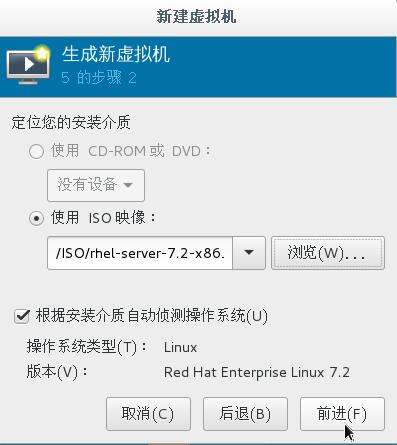 新建虚拟机
生成新虚拟机
5 的步骤 2
定位您的安装介质
使用 CD-ROM 或 DVD：
没有设备
使用 ISO 映像：
/ISO/rhel-server-7.2-x86. 浏览(W)...
根据安装介质自动侦测操作系统(U)
操作系统类型(T)： Linux
版本(V)： Red Hat Enterprise Linux 7.2
取消(C) 后退(B) 前进(F)